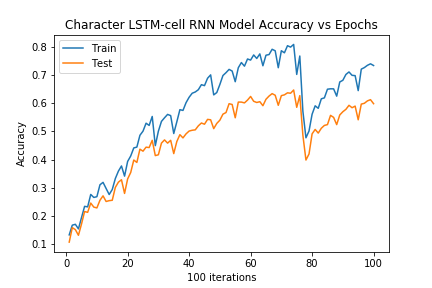 Character LSTM-cell RNN Model Accuracy vs Epochs
Train
Test
Accuracy
0.8
0.7
0.6
0.5
0.4
0.3
0.2
0.1
0
20
40
60
80
100
100 iterations